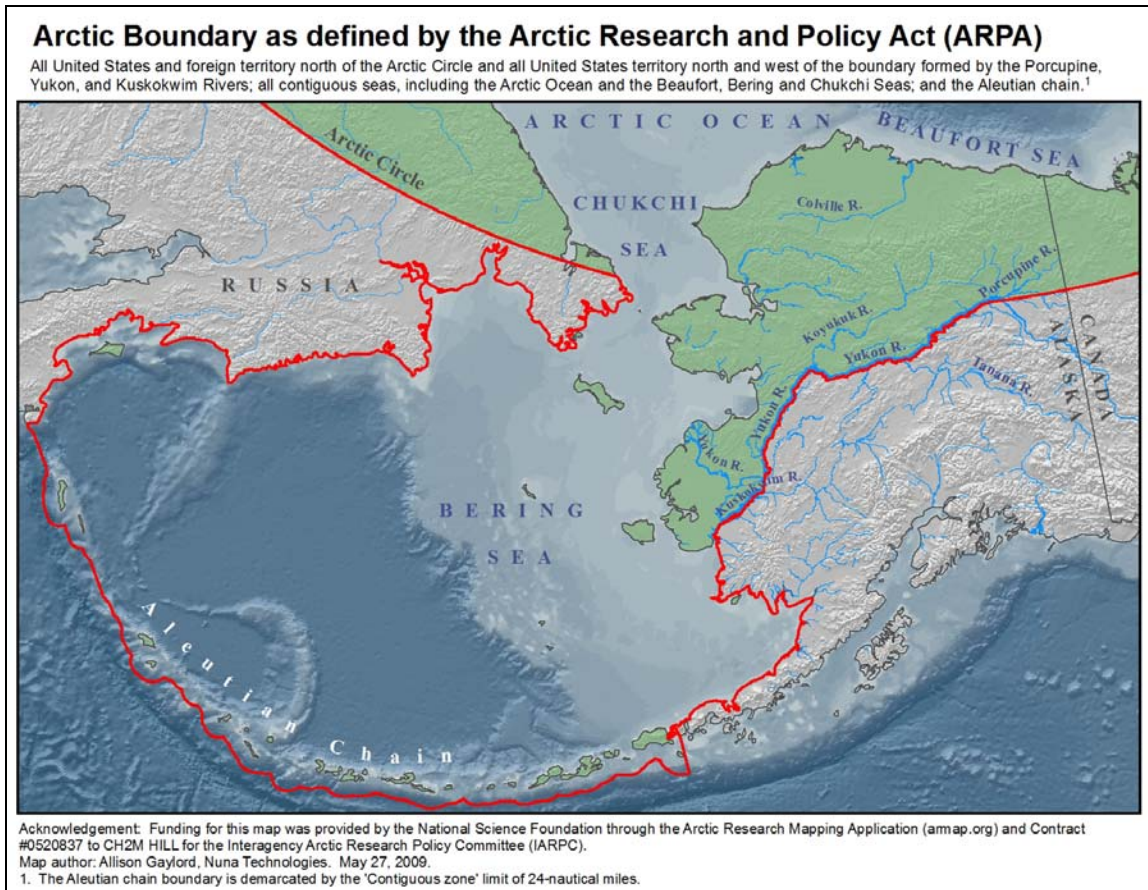 Arctic Boundary as defined by the Arctic Research and Policy Act (ARPA)
All United States and foreign territory north of the Arctic Circle and all United States territory north and west of the boundary formed by the Porcupine,
Yukon, and Kuskokwim Rivers; all contiguous seas, including the Arctic Ocean and the Beaufort, Bering and Chukchi Seas; and the Aleutian chain.¹
ARCTIC OCEAN
BEAUFORT SEA
Arctic Circle
CHUKCHI
SEA
Colville R.
RUSSIA
Porcupine R.
Koyukuk R.
Yukon R.
CANADA
ALASKA
Tanana R.
Yukon R.
Yukon R.
Kuskokwim R.
BERING
SEA
Aleutian
Chain
Acknowledgement: Funding for this map was provided by the National Science Foundation through the Arctic Research Mapping Application (armap.org) and Contract
#0520837 to CH2M HILL for the Interagency Arctic Research Policy Committee (IARPC).
Map author: Allison Gaylord, Nuna Technologies. May 27, 2009.
1. The Aleutian chain boundary is demarcated by the 'Contiguous zone' limit of 24-nautical miles.